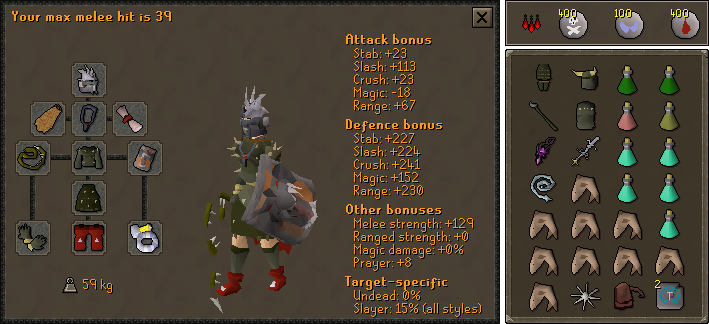 Your max melee hit is 39
Attack bonus
Stab: +23
Slash: +113
Crush: +23
Magic: -18
Range: +67
Defence bonus
Stab: +227
Slash: +224
Crush: +241
Magic: +152
Range: +230
Other bonuses
Melee strength: +129
Ranged strength: +0
Magic damage: +0%
Prayer: +8
Target-specific
Undead: 0%
Slayer: 15% (all styles)
59 kg
400
100
400
2
T